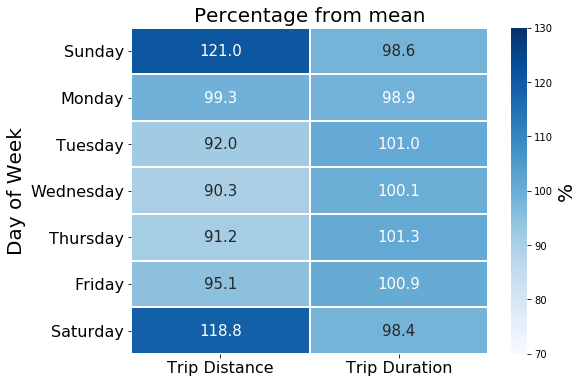 Percentage from mean
Day of Week
Sunday 121.0 98.6
Monday 99.3 98.9
Tuesday 92.0 101.0
Wednesday 90.3 100.1
Thursday 91.2 101.3
Friday 95.1 100.9
Saturday 118.8 98.4
Trip Distance Trip Duration
130
120
110
100
90
80
70
%